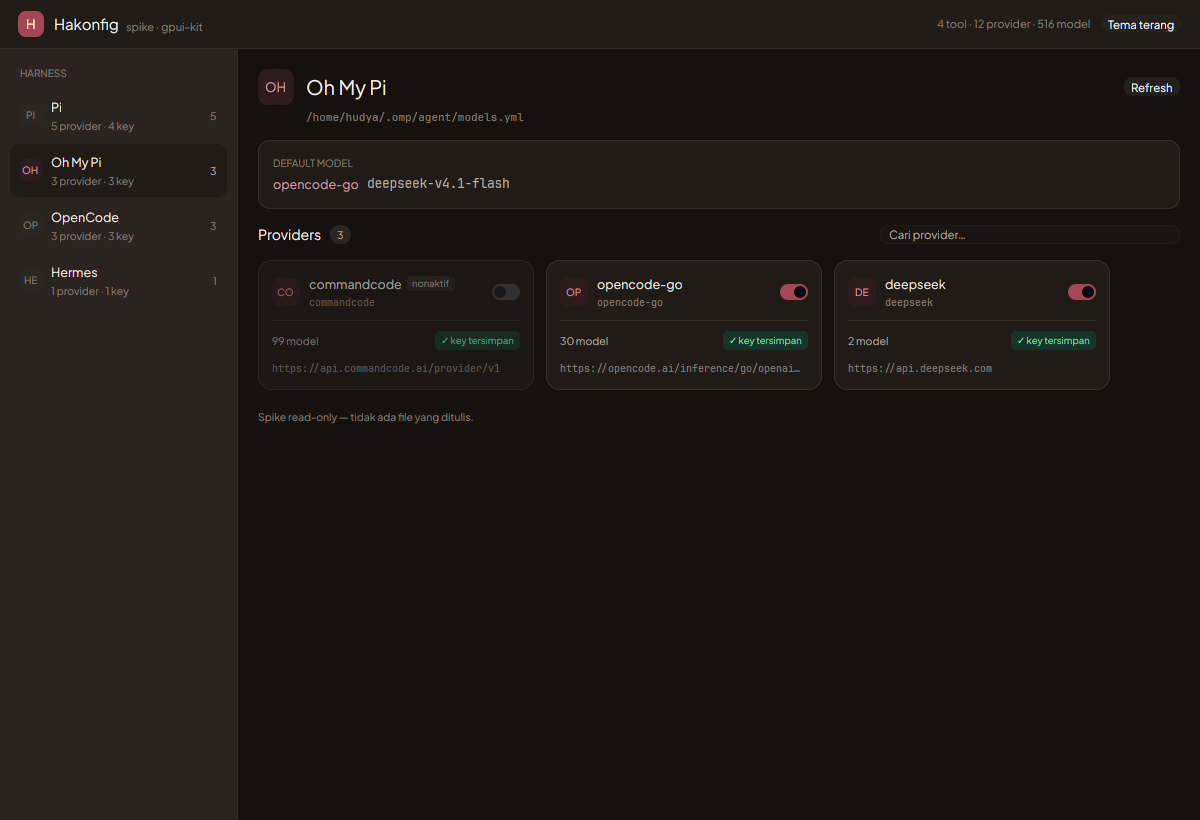 H Hakonfig spike · gpui-kit
4 tool · 12 provider · 516 model Tema terang
HARNESS
PI Pi 5
5 provider · 4 key
OH Oh My Pi 3
3 provider · 3 key
OP OpenCode 3
3 provider · 3 key
HE Hermes 1
1 provider · 1 key
OH Oh My Pi Refresh
/home/hudya/.omp/agent/models.yml
DEFAULT MODEL
opencode-go deepseek-v4.1-flash
Providers 3 Cari provider…
CO commandcode nonaktif
commandcode
99 model ✓ key tersimpan
https://api.commandcode.ai/provider/v1
OP opencode-go
opencode-go
30 model ✓ key tersimpan
https://opencode.ai/inference/go/openai…
DE deepseek
deepseek
2 model ✓ key tersimpan
https://api.deepseek.com
Spike read-only — tidak ada file yang ditulis.